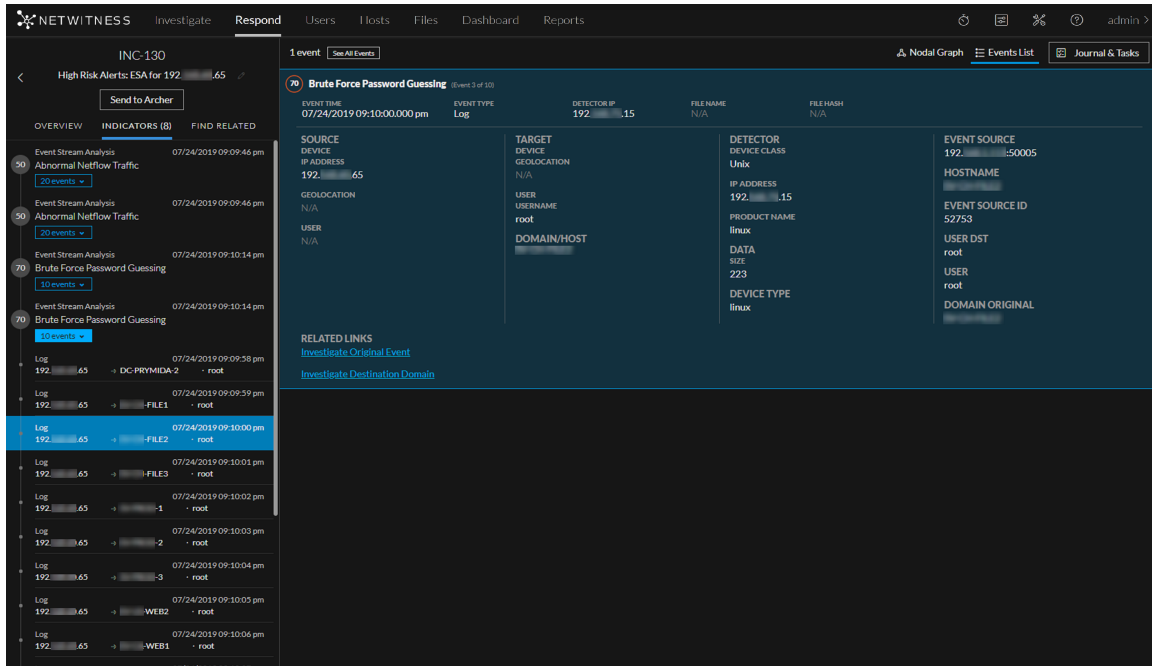 NETWITNESS Investigate Respond Users Hosts Files Dashboard Reports admin >
INC-130
High Risk Alerts: ESA for 192. .65
Send to Archer
OVERVIEW INDICATORS (8) FIND RELATED
Event Stream Analysis 07/24/2019 09:09:46 pm
50 Abnormal Netflow Traffic
20 events
Event Stream Analysis 07/24/2019 09:09:46 pm
50 Abnormal Netflow Traffic
20 events
Event Stream Analysis 07/24/2019 09:10:14 pm
70 Brute Force Password Guessing
10 events
Event Stream Analysis 07/24/2019 09:10:14 pm
70 Brute Force Password Guessing
10 events
Log 07/24/2019 09:09:58 pm
192. .65 → DC-PRYMIDA-2 · root
Log 07/24/2019 09:09:59 pm
192. .65 → -FILE1 · root
Log 07/24/2019 09:10:00 pm
192. .65 → -FILE2 · root
Log 07/24/2019 09:10:01 pm
192. .65 → -FILE3 · root
Log 07/24/2019 09:10:02 pm
192. .65 → -1 · root
Log 07/24/2019 09:10:03 pm
192. .65 → -2 · root
Log 07/24/2019 09:10:04 pm
192. .65 → -3 · root
Log 07/24/2019 09:10:05 pm
192. .65 → -WEB2 · root
Log 07/24/2019 09:10:06 pm
192. .65 → -WEB1 · root
1 event See All Events Nodal Graph Events List Journal & Tasks
70 Brute Force Password Guessing (Event 3 of 10)
EVENT TIME EVENT TYPE DETECTOR IP FILE NAME FILE HASH
07/24/2019 09:10:00.000 pm Log 192. .15 N/A N/A
SOURCE
DEVICE
IP ADDRESS
192. .65
GEOLOCATION
N/A
USER
N/A
TARGET
DEVICE
GEOLOCATION
N/A
USER
USERNAME
root
DOMAIN/HOST
DETECTOR
DEVICE CLASS
Unix
IP ADDRESS
192. .15
PRODUCT NAME
linux
DATA
SIZE
223
DEVICE TYPE
linux
EVENT SOURCE
192. :50005
HOSTNAME
EVENT SOURCE ID
52753
USER DST
root
USER
root
DOMAIN ORIGINAL
RELATED LINKS
Investigate Original Event
Investigate Destination Domain